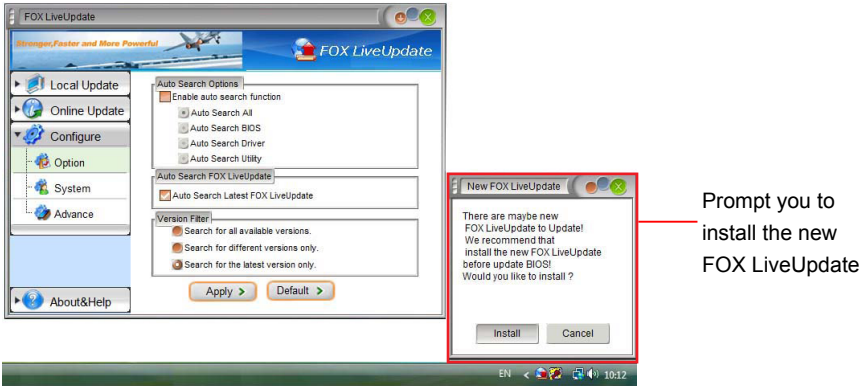 FOX LiveUpdate
Stronger,Faster and More Powerful
FOX LiveUpdate
Local Update
Online Update
Configure
Option
System
Advance
About&Help
Auto Search Options
Enable auto search function
Auto Search All
Auto Search BIOS
Auto Search Driver
Auto Search Utility
Auto Search FOX LiveUpdate
Auto Search Latest FOX LiveUpdate
Version Filter
Search for all available versions.
Search for different versions only.
Search for the latest version only.
Apply >
Default >
New FOX LiveUpdate
There are maybe new
FOX LiveUpdate to Update!
We recommend that
install the new FOX LiveUpdate
before update BIOS!
Would you like to install ?
Install
Cancel
Prompt you to
install the new
FOX LiveUpdate
EN < 10:12